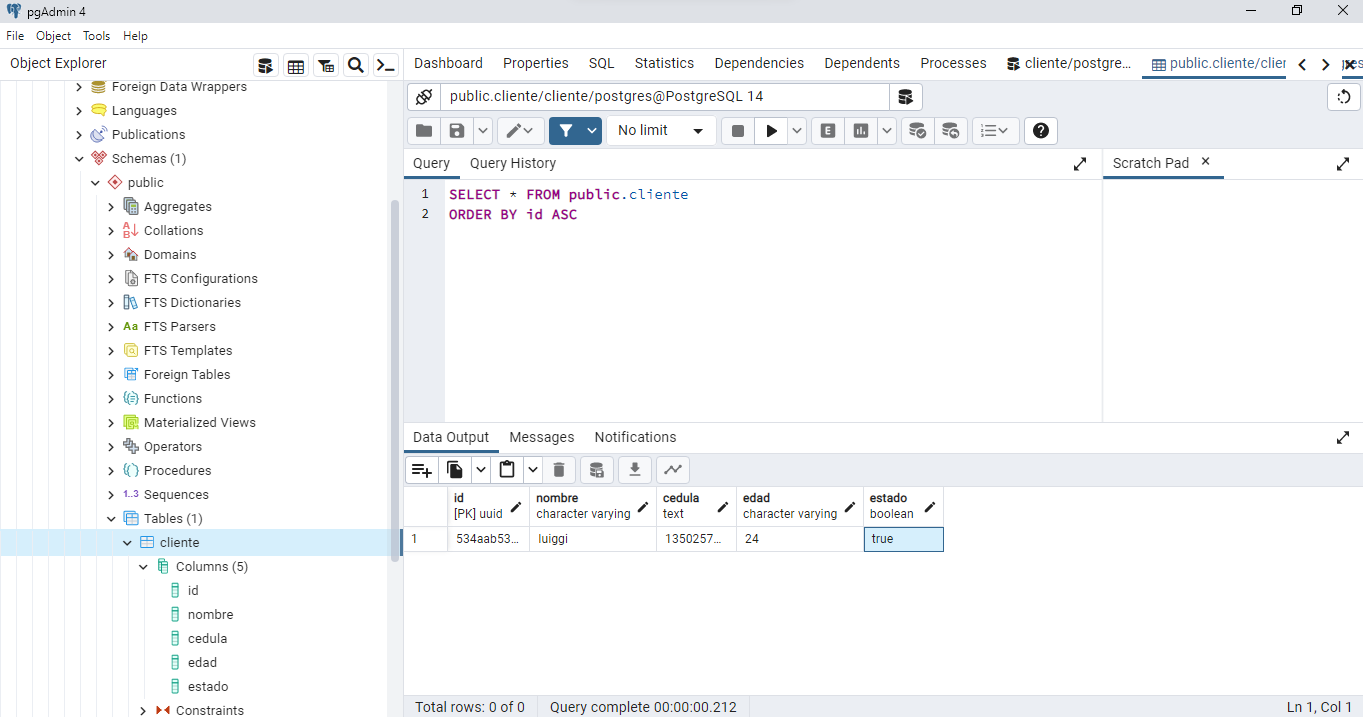 pgAdmin 4
File Object Tools Help
Object Explorer
Dashboard Properties SQL Statistics Dependencies Dependents Processes cliente/postgre... public.cliente/clier
Foreign Data Wrappers
Languages
Publications
Schemas (1)
public
Aggregates
Collations
Domains
FTS Configurations
FTS Dictionaries
Aa FTS Parsers
FTS Templates
Foreign Tables
Functions
Materialized Views
Operators
Procedures
1..3 Sequences
Tables (1)
cliente
Columns (5)
id
nombre
cedula
edad
estado
Constraints
public.cliente/cliente/postgres@PostgreSQL 14
No limit
E
Query Query History
Scratch Pad
1 SELECT * FROM public.cliente
2 ORDER BY id ASC
Data Output Messages Notifications
id nombre cedula edad estado
[PK] uuid character varying text character varying boolean
1 534aab53... luiggi 1350257... 24 true
Total rows: 0 of 0 Query complete 00:00:00.212 Ln 1, Col 1